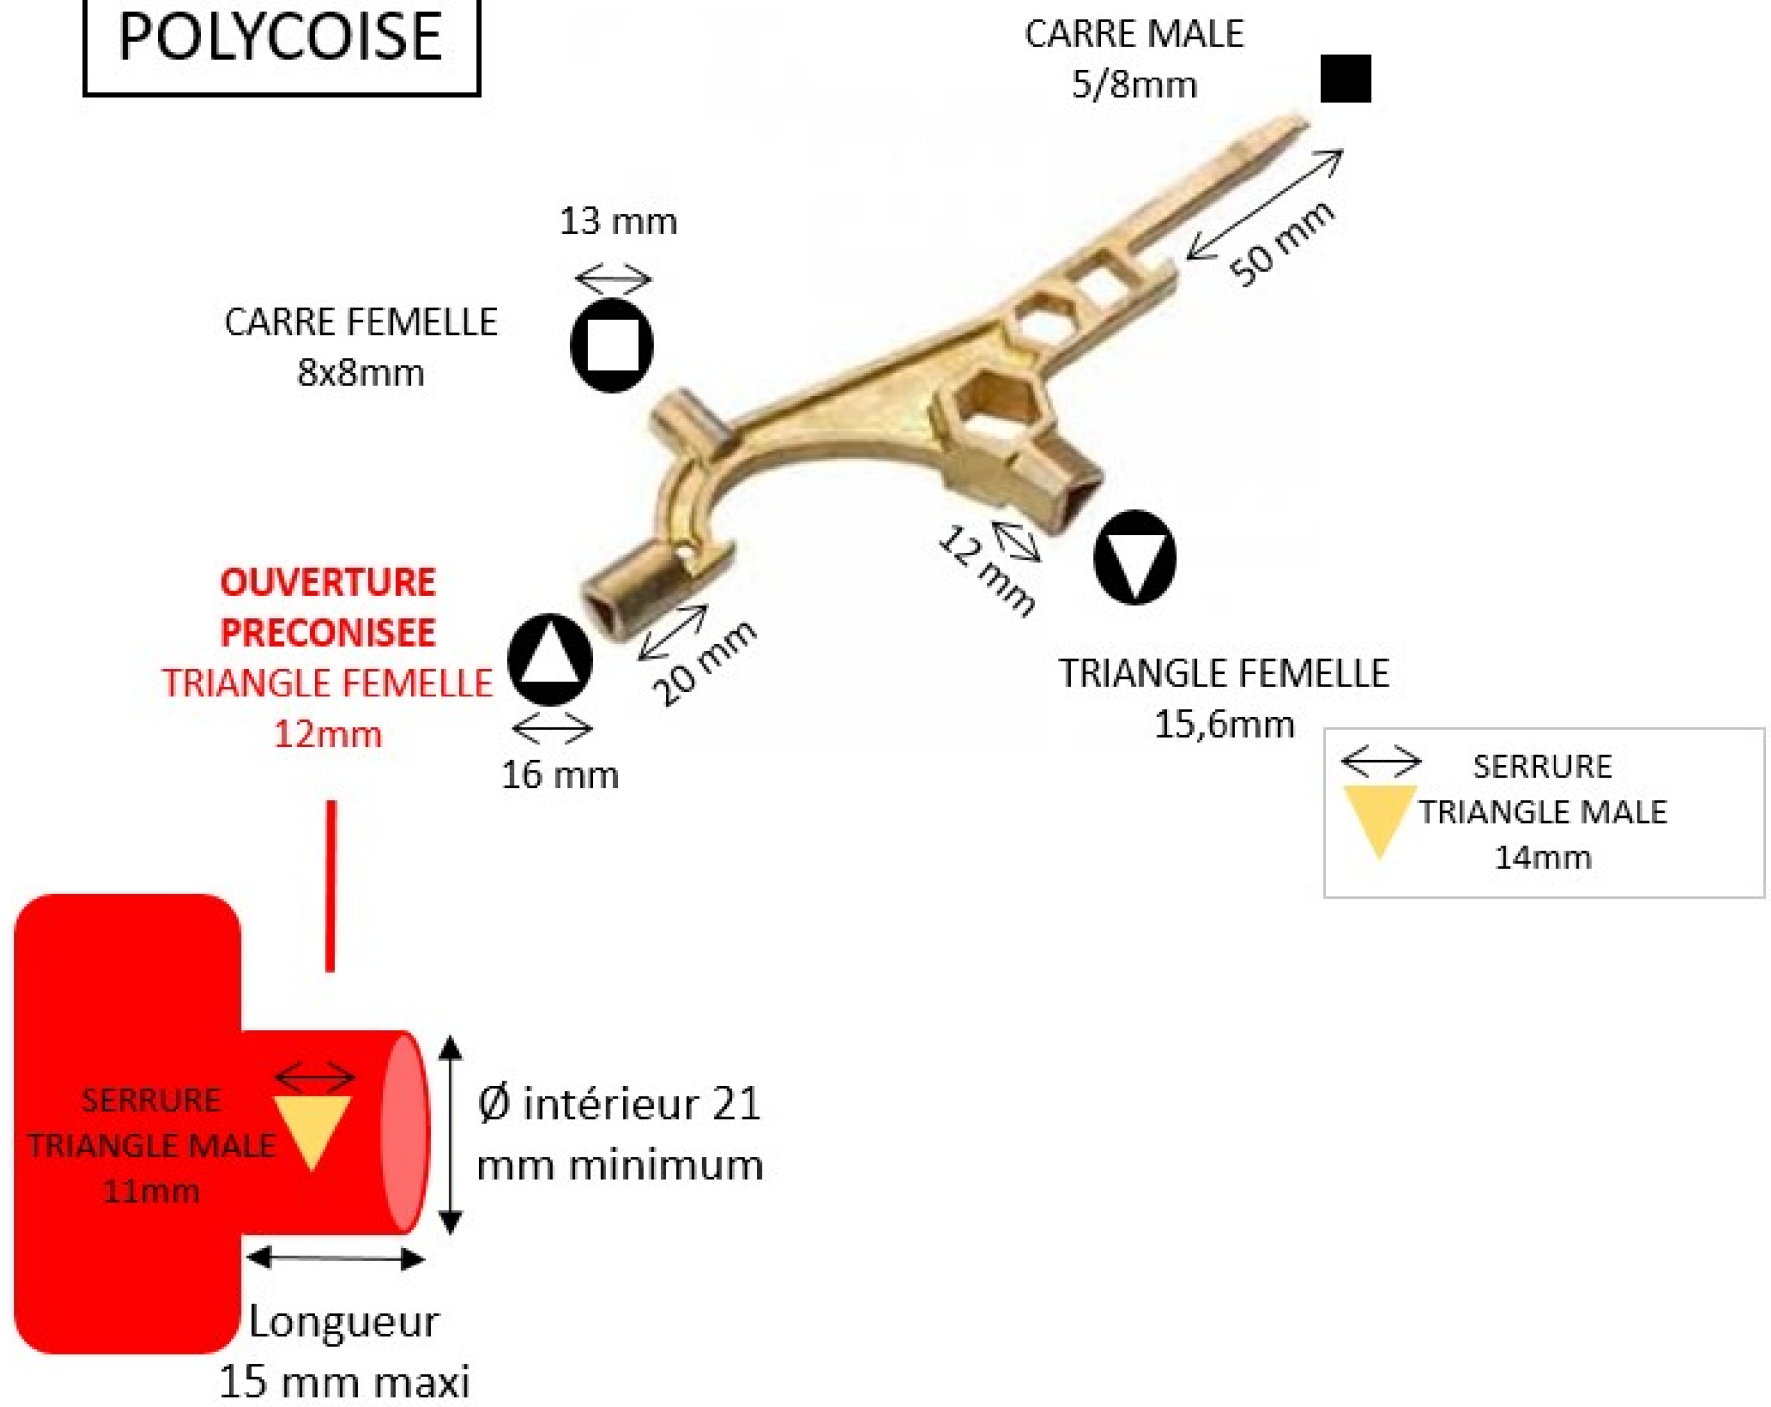 POLYCOISE
CARRE MALE
5/8mm
13 mm
50 mm
CARRE FEMELLE
8x8mm
12 mm
OUVERTURE
PRECONISEE
TRIANGLE FEMELLE
12mm
20 mm
16 mm
TRIANGLE FEMELLE
15,6mm
SERRURE
TRIANGLE MALE
14mm
SERRURE
TRIANGLE MALE
11mm
Ø intérieur 21
mm minimum
Longueur
15 mm maxi